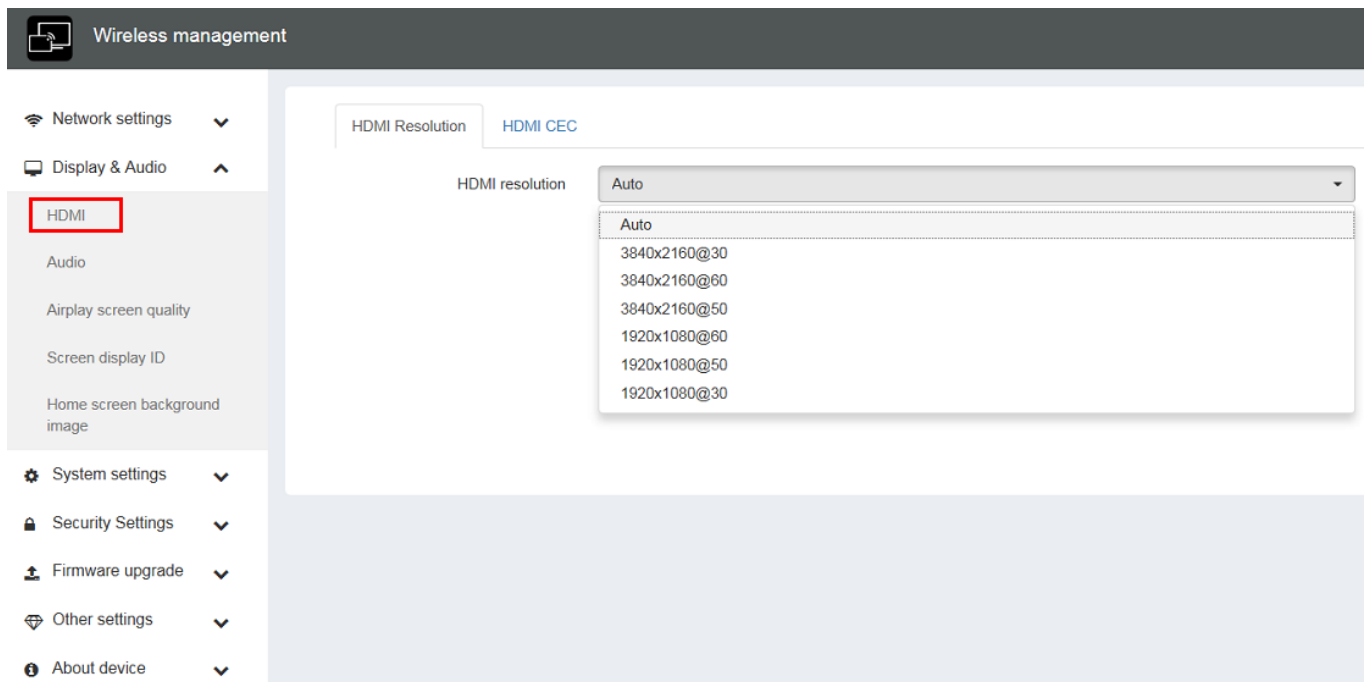 Wireless management
Network settings
Display & Audio
HDMI
Audio
Airplay screen quality
Screen display ID
Home screen background
image
System settings
Security Settings
Firmware upgrade
Other settings
About device
HDMI Resolution
HDMI CEC
HDMI resolution
Auto
Auto
3840x2160@30
3840x2160@60
3840x2160@50
1920x1080@60
1920x1080@50
1920x1080@30